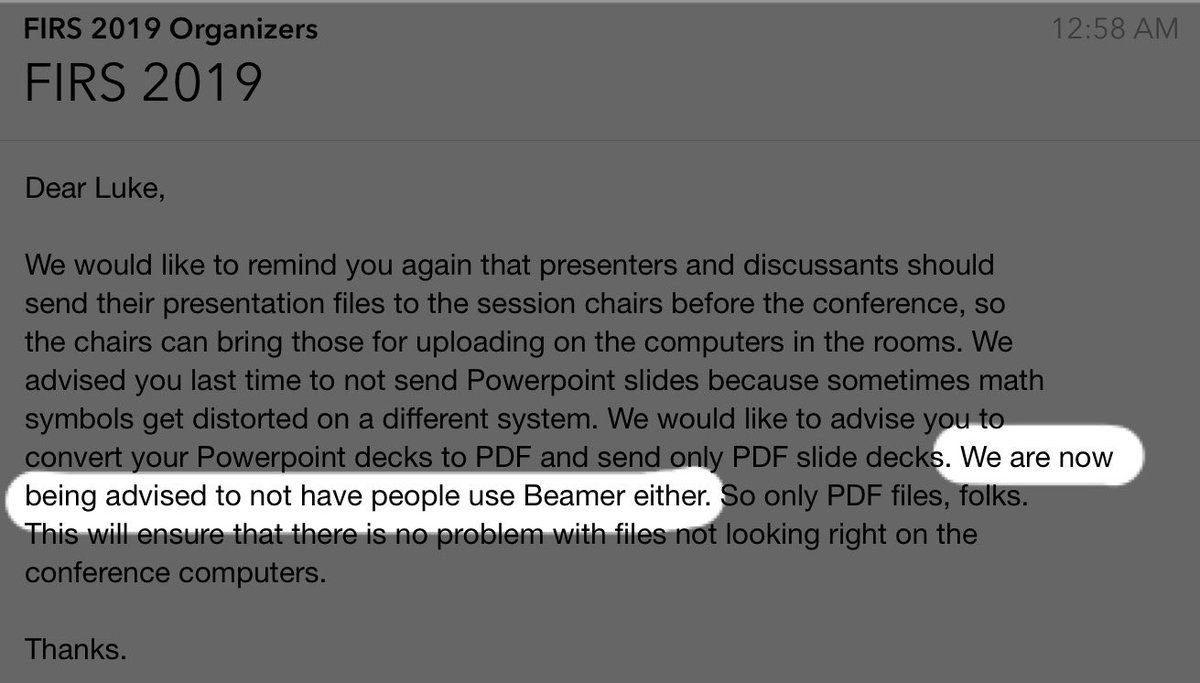 FIRS 2019 Organizers
12:58 AM
FIRS 2019
Dear Luke,
We would like to remind you again that presenters and discussants should
send their presentation files to the session chairs before the conference, so
the chairs can bring those for uploading on the computers in the rooms. We
advised you last time to not send Powerpoint slides because sometimes math
symbols get distorted on a different system. We would like to advise you to
convert your Powerpoint decks to PDF and send only PDF slide decks. We are now
being advised to not have people use Beamer either. So only PDF files, folks.
This will ensure that there is no problem with files not looking right on the
conference computers.
Thanks.